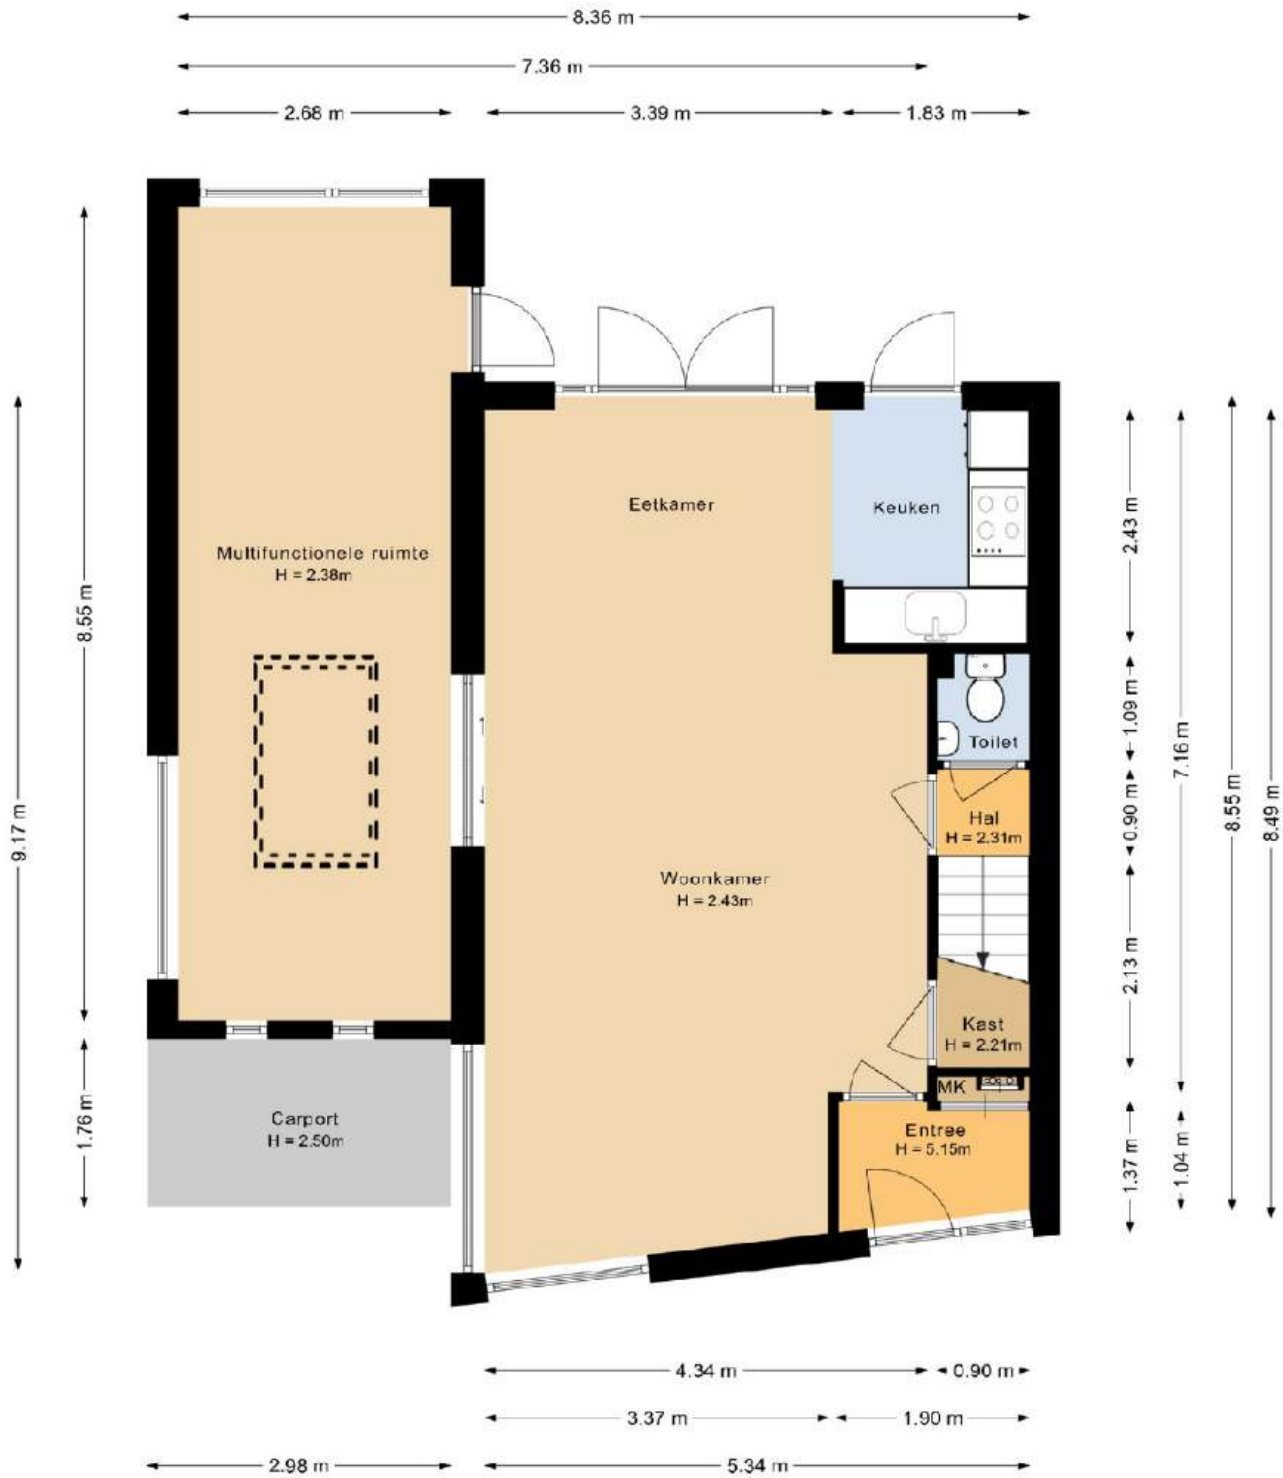 8.36 m
7.36 m
2.68 m
3.39 m
1.83 m
Eetkamer
Keuken
Multifunctionele ruimte
H = 2.38m
2.43 m
8.55 m
1.09 m
Toilet
7.16 m
0.90 m
8.55 m
8.49 m
9.17 m
Hal
H = 2.31m
Woonkamer
H = 2.43m
2.13 m
Kast
H = 2.21m
MK
Carport
H = 2.50m
1.76 m
Entree
H = 5.15m
1.37 m
1.04 m
4.34 m
0.90 m
3.37 m
1.90 m
2.98 m
5.34 m